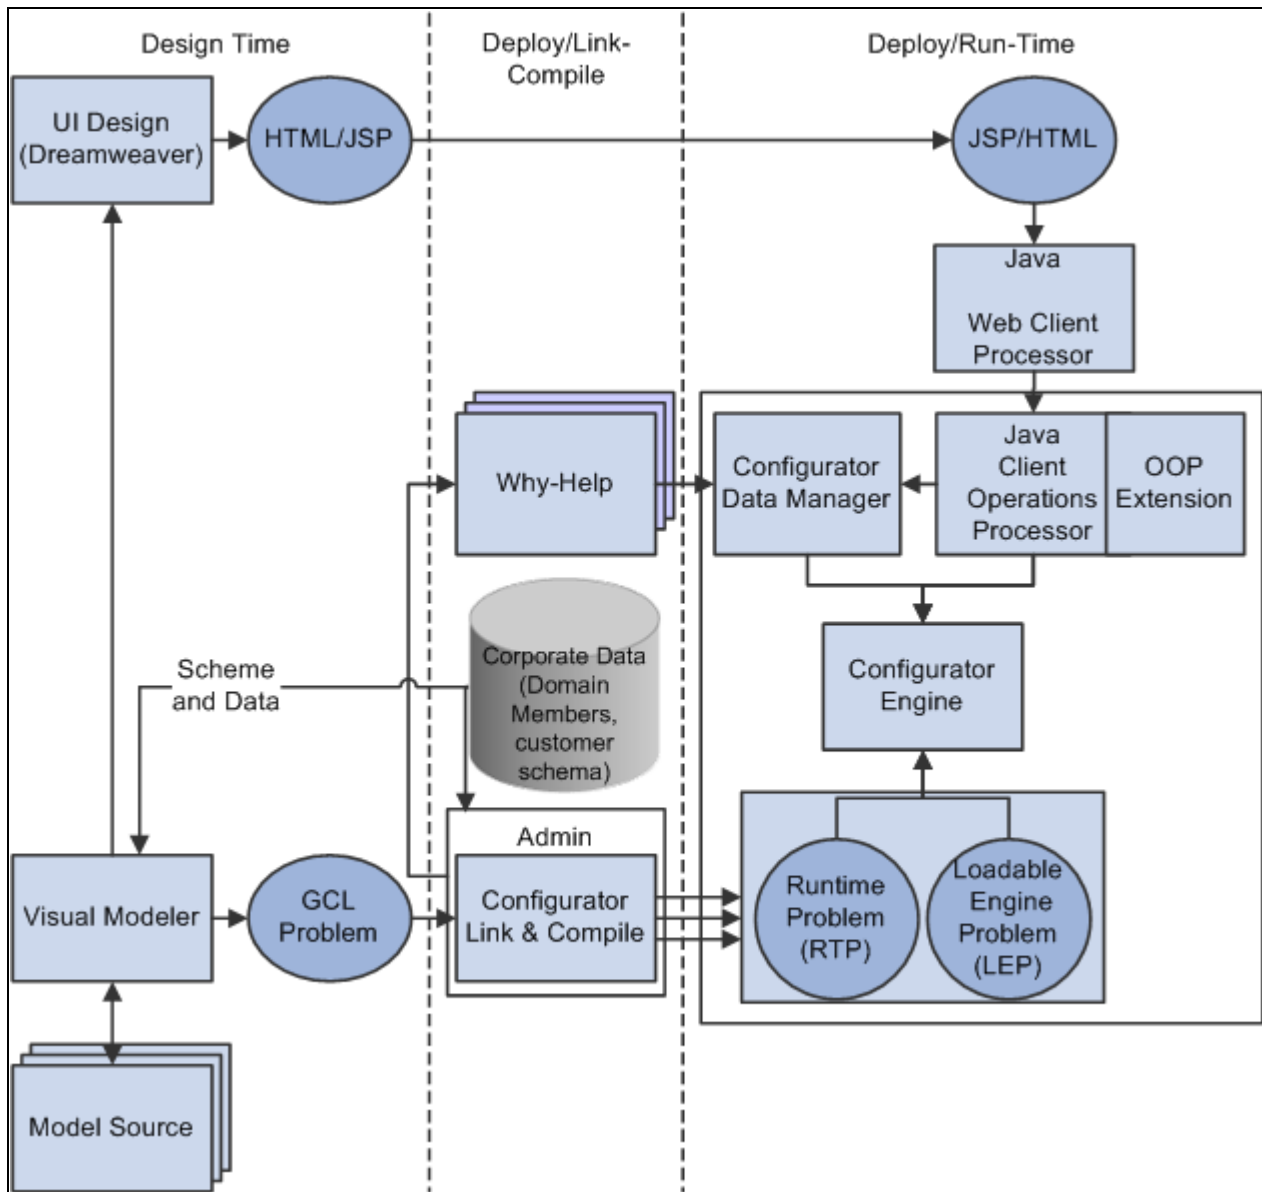 Design Time
Deploy/Link-
Compile
Deploy/Run-Time
UI Design
(Dreamweaver)
HTML/JSP
JSP/HTML
Java
Web Client
Processor
Why-Help
Configurator
Data Manager
Java
Client
Operations
Processor
OOP
Extension
Corporate Data
(Domain
Members,
customer
schema)
Scheme
and Data
Configurator
Engine
Admin
Visual Modeler
GCL
Problem
Configurator
Link & Compile
Runtime
Problem
(RTP)
Loadable
Engine
Problem
(LEP)
Model Source